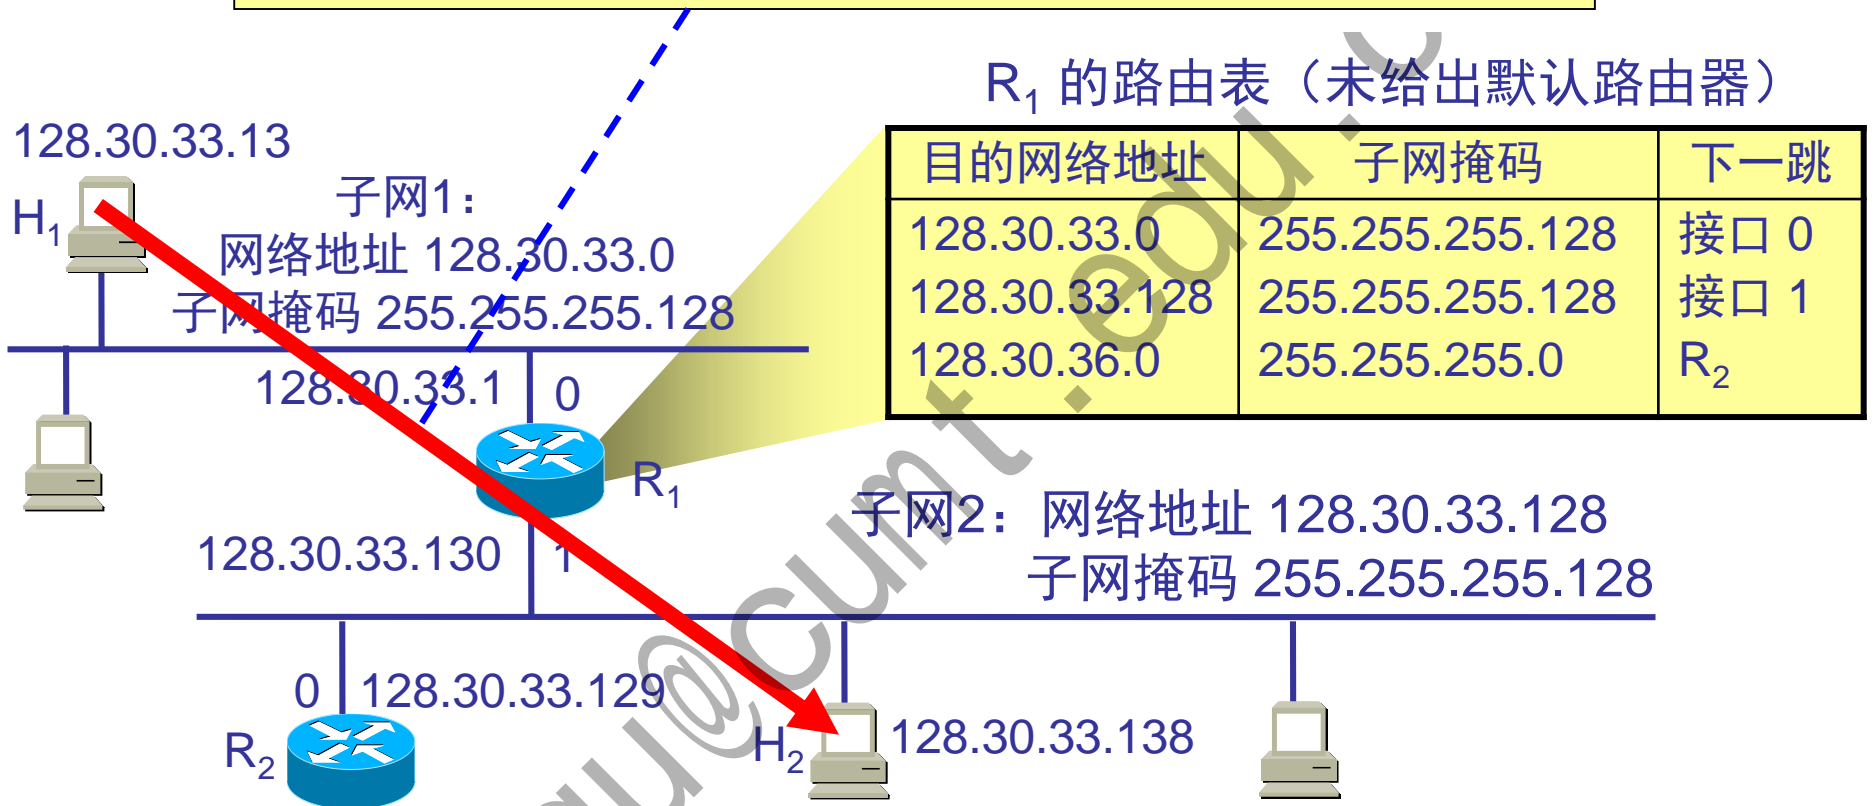 R1 的路由表（未给出默认路由器）
目的网络地址 子网掩码 下一跳
128.30.33.0 255.255.255.128 接口 0
128.30.33.128 255.255.255.128 接口 1
128.30.36.0 255.255.255.0 R2
128.30.33.13
H1
子网1：
网络地址 128.30.33.0
子网掩码 255.255.255.128
128.30.33.1 0
R1
128.30.33.130 1
子网2：网络地址 128.30.33.128
子网掩码 255.255.255.128
0 128.30.33.129
R2
H2 128.30.33.138
u@cumt.edu.c